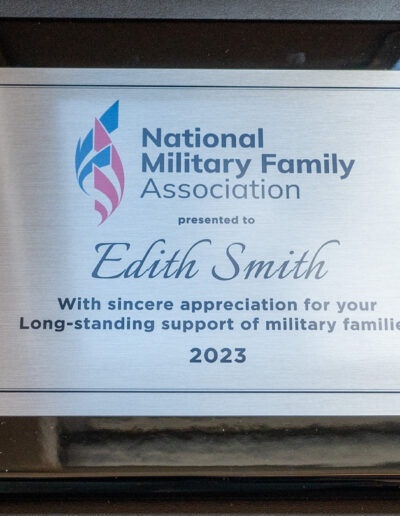 National
Military Family
Association
presented to
Edith Smith
With sincere appreciation for your
Long-standing support of military familie
2023